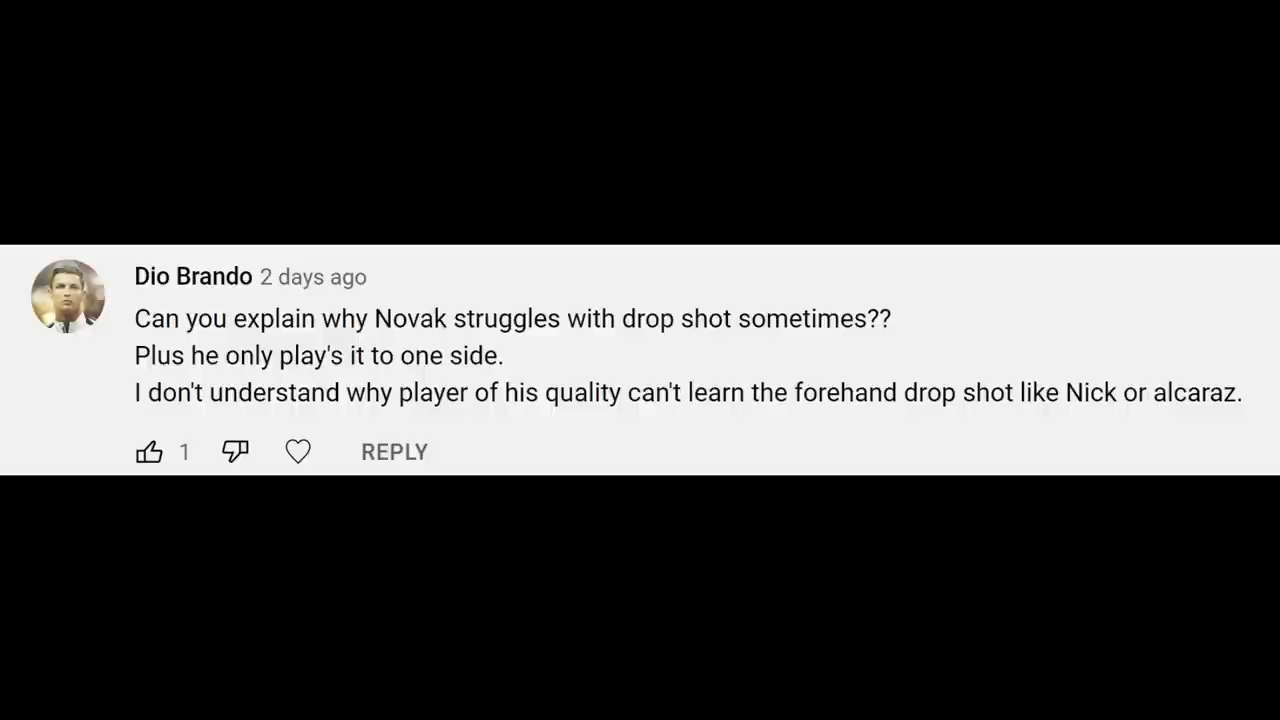 Dio Brando 2 days ago
Can you explain why Novak struggles with drop shot sometimes??
Plus he only play's it to one side.
I don't understand why player of his quality can't learn the forehand drop shot like Nick or alcaraz.
1 REPLY